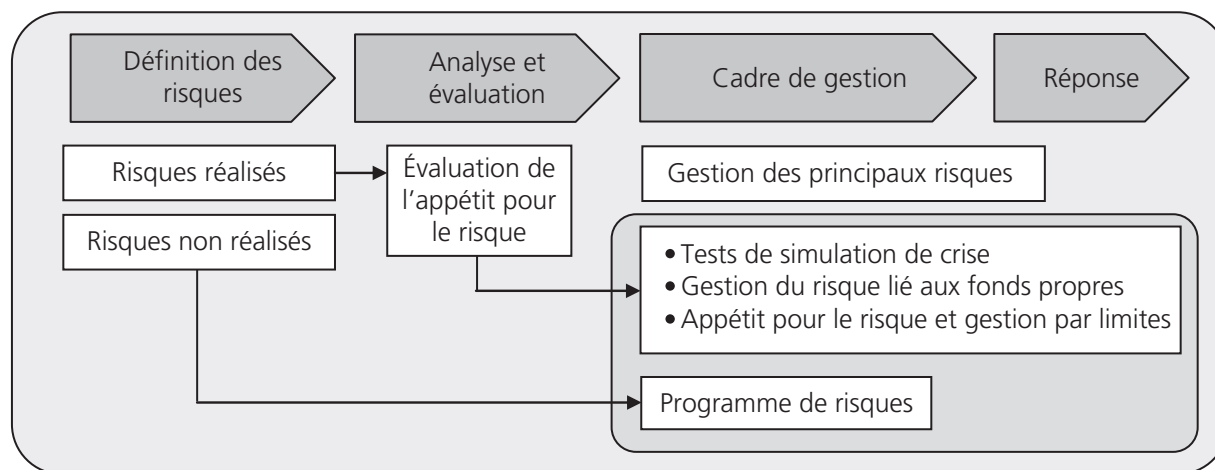 Définition des
risques
Analyse et
évaluation
Cadre de gestion
Réponse
Risques réalisés
Risques non réalisés
Évaluation de
l'appétit pour
le risque
Gestion des principaux risques
• Tests de simulation de crise
• Gestion du risque lié aux fonds propres
• Appétit pour le risque et gestion par limites
Programme de risques